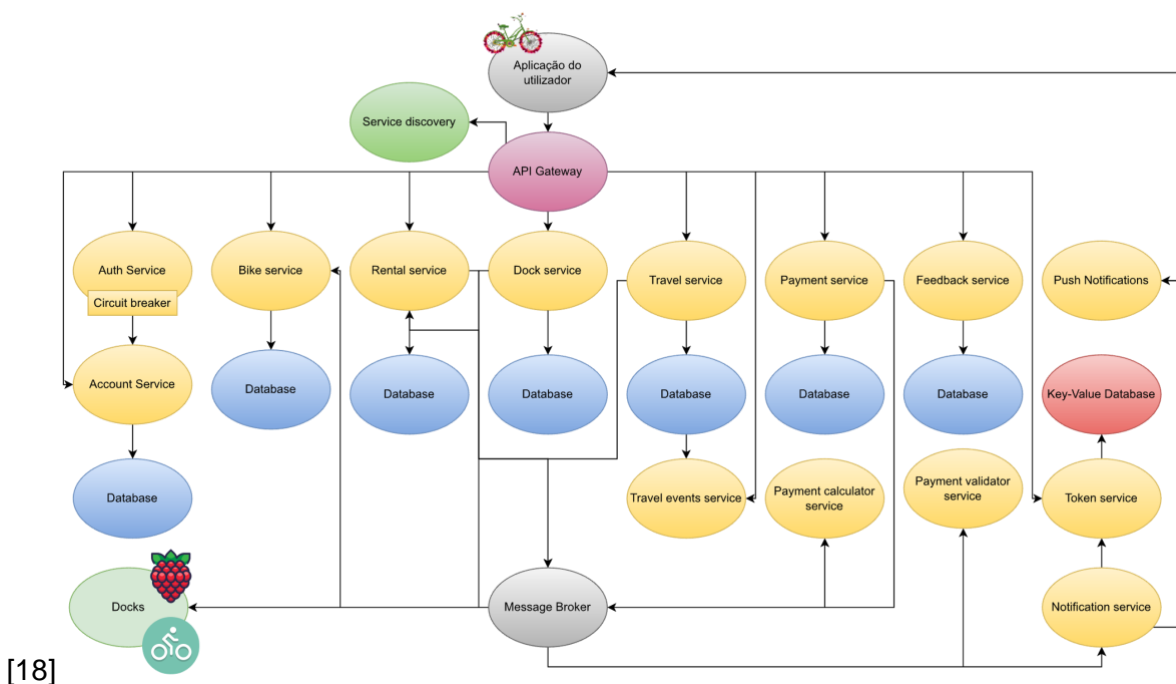 Aplicação do
utilizador
Service discovery
API Gateway
Auth Service
Circuit breaker
Bike service
Rental service
Dock service
Travel service
Payment service
Feedback service
Push Notifications
Account Service
Database
Database
Database
Database
Database
Database
Key-Value Database
Database
Travel events service
Payment calculator
service
Payment validator
service
Token service
Docks
Message Broker
Notification service
[18]